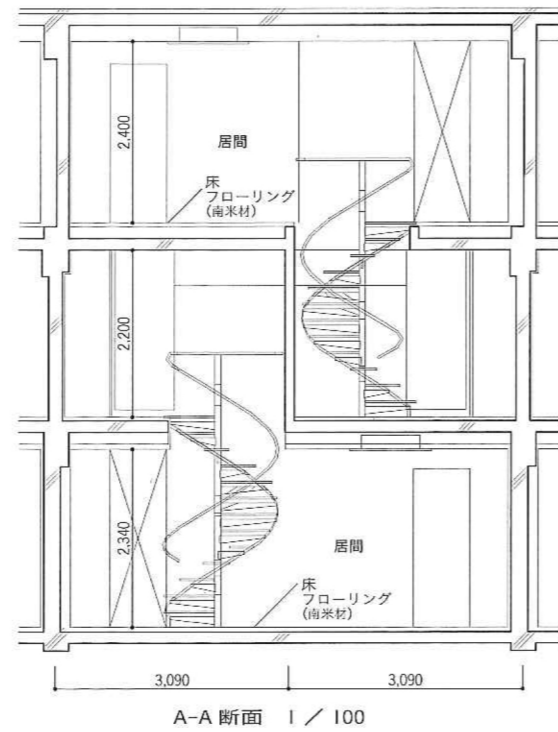 2,400
居間
床
フローリング
(南米材)
2,200
2,340
居間
床
フローリング
(南米材)
3,090 3,090
A-A 断面 1/100